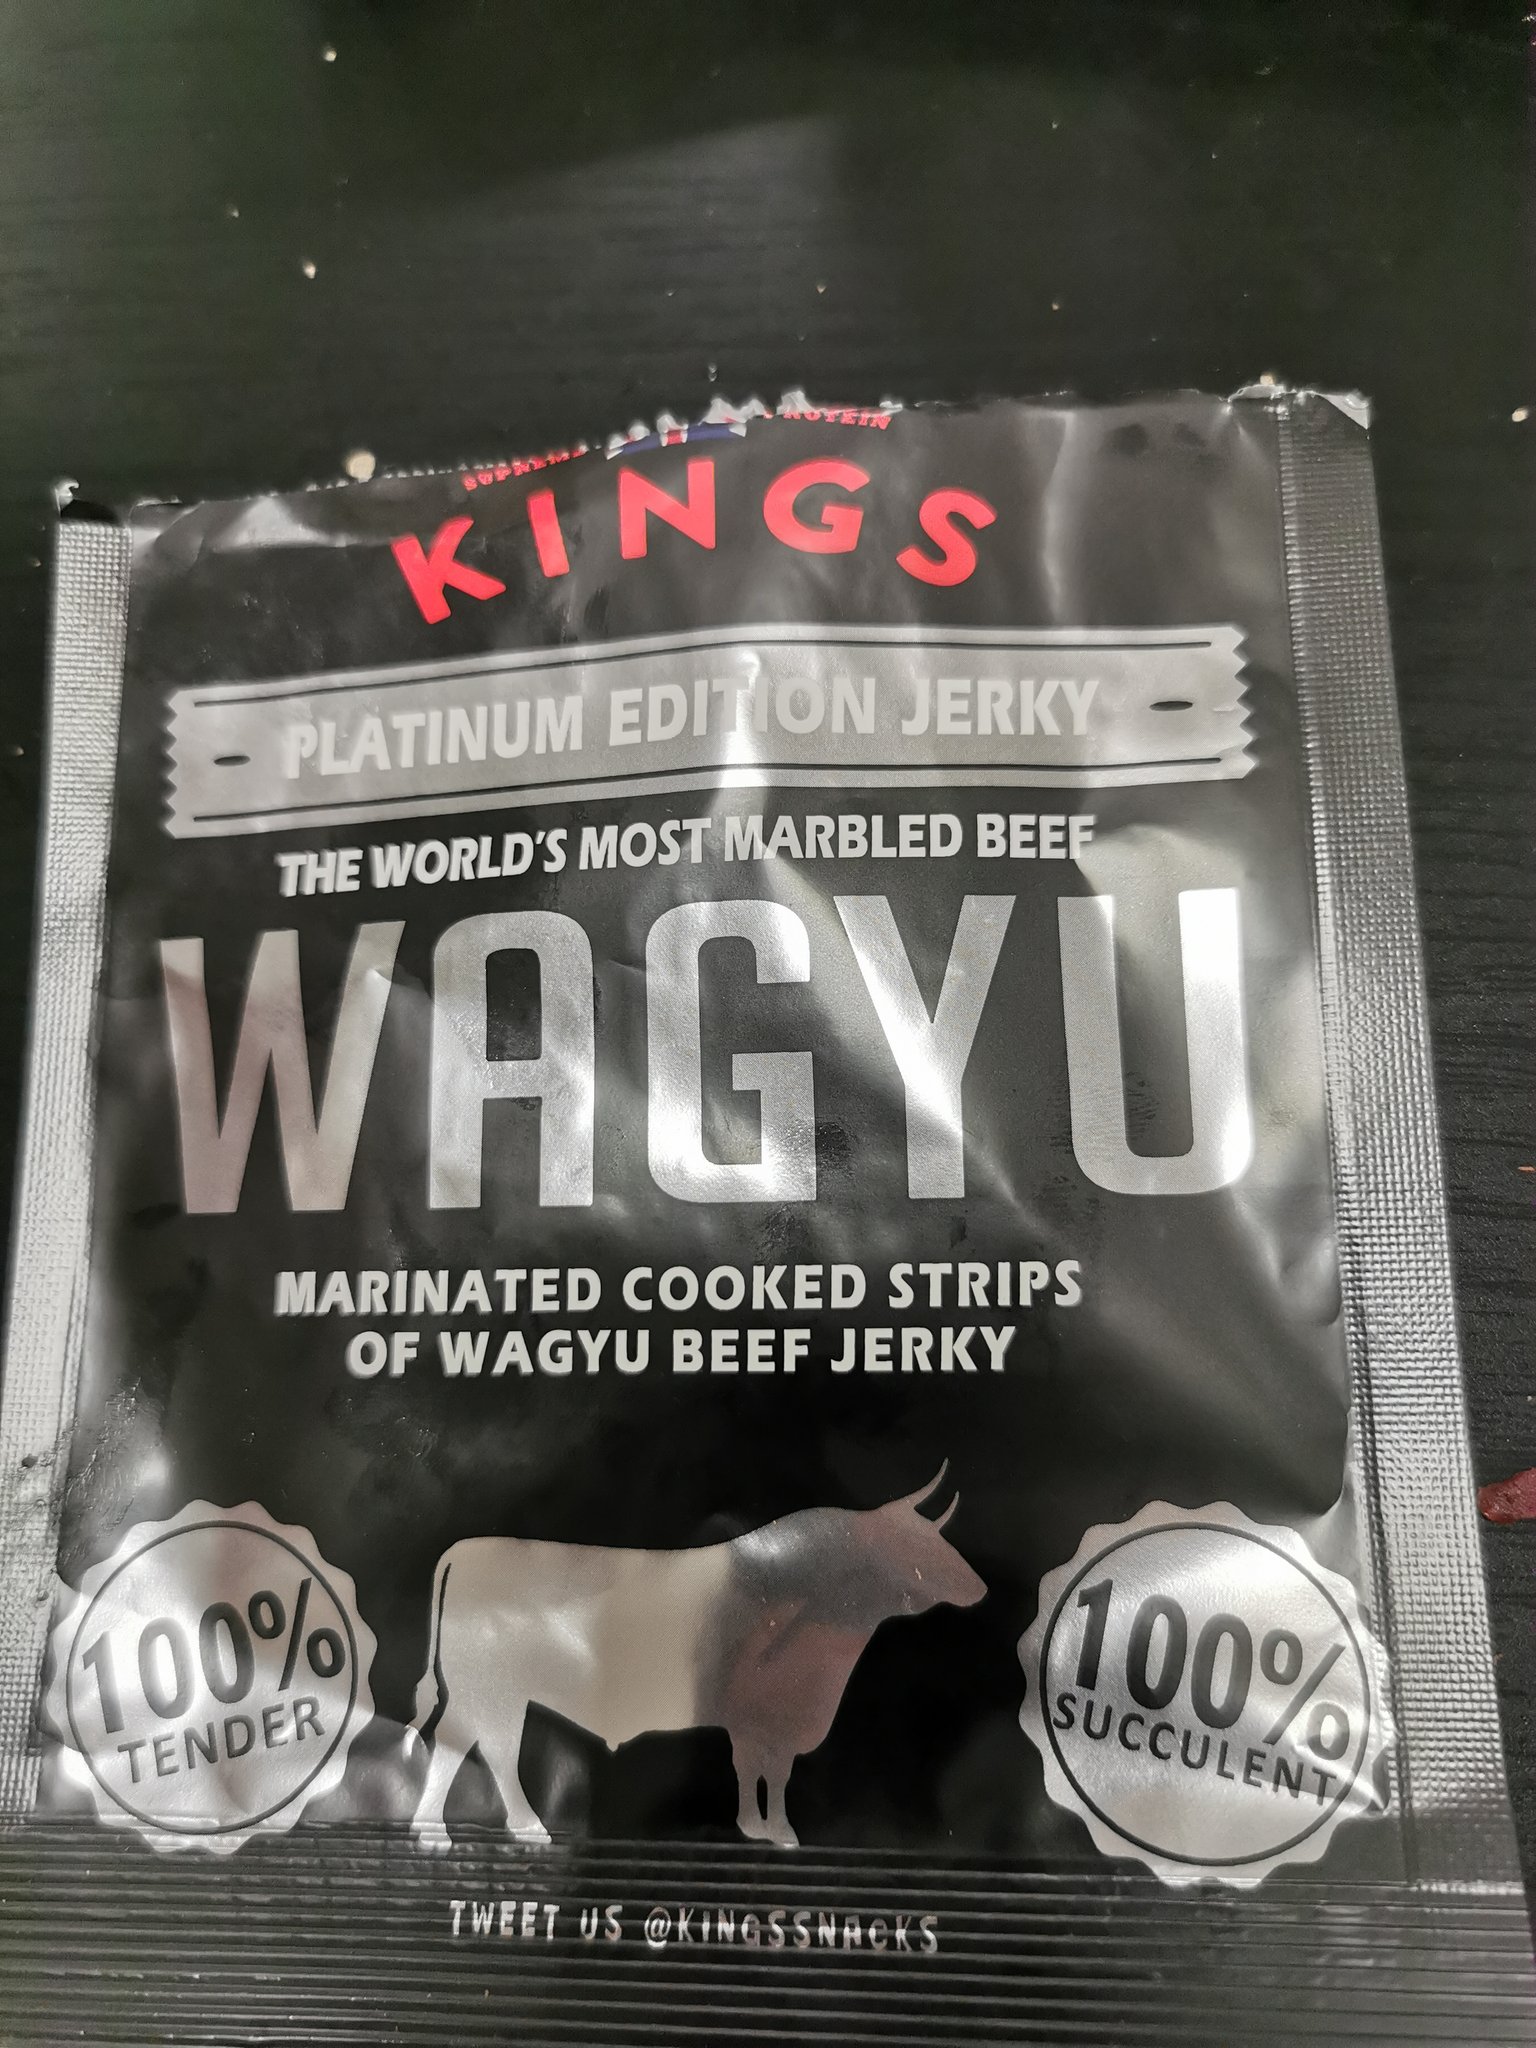 KINGS
PLATINUM EDITION JERKY
THE WORLD'S MOST MARBLED BEEF
WAGYU
MARINATED COOKED STRIPS
OF WAGYU BEEF JERKY
100%
TENDER
100%
SUCCULENT
TWEET US @KINGSSNACKS